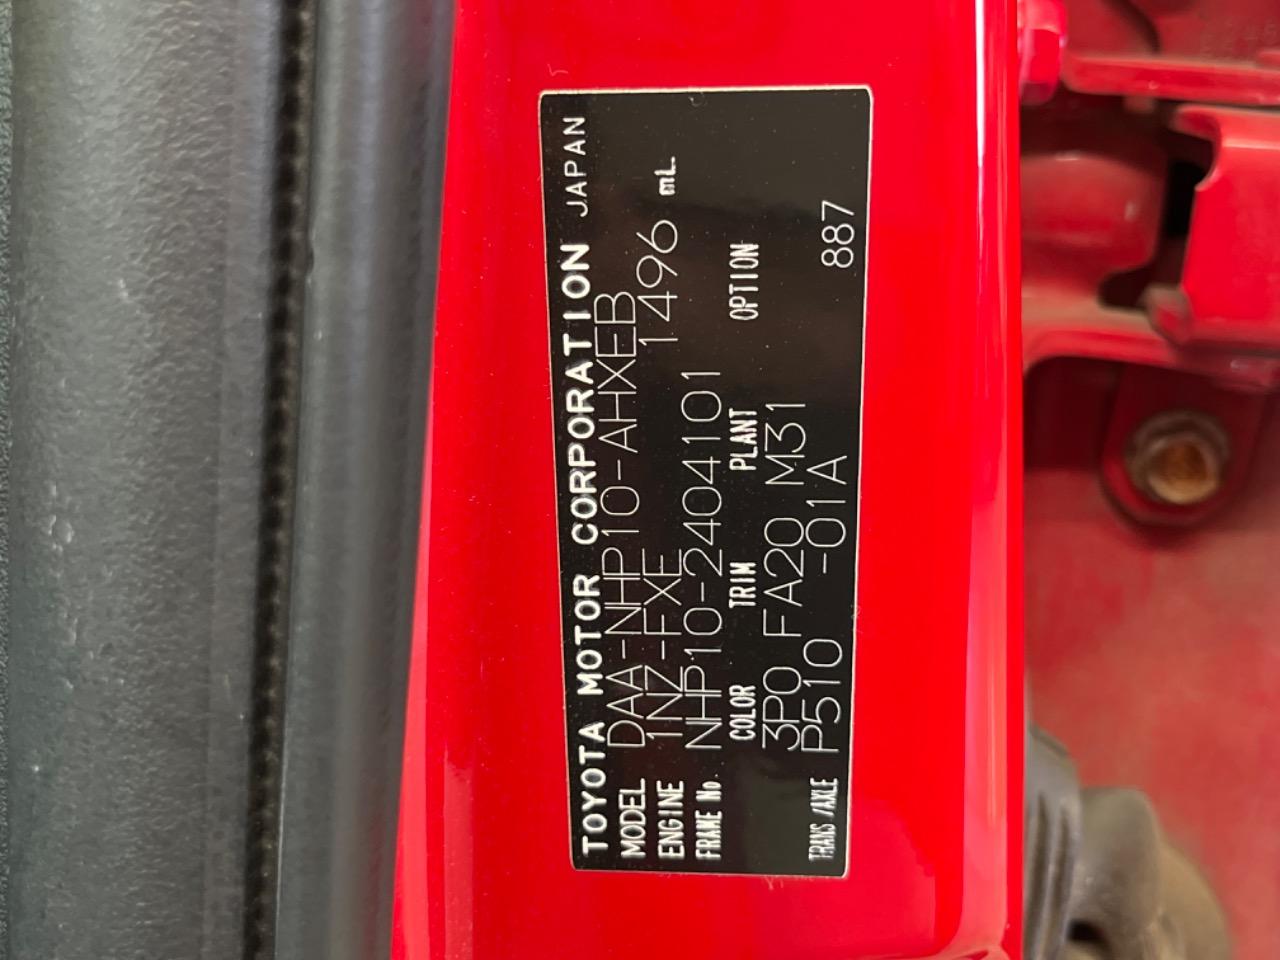 TOYOTA MOTOR CORPORATION JAPAN
MODEL DAA-NHP10-AHXEB
ENGINE 1NZ-FXE 1496 mL
FRAME No. NHP10-2404101
COLOR TRIM PLANT OPTION
3P0 FA20 M31
TRANS/AXLE P510 -01A 887